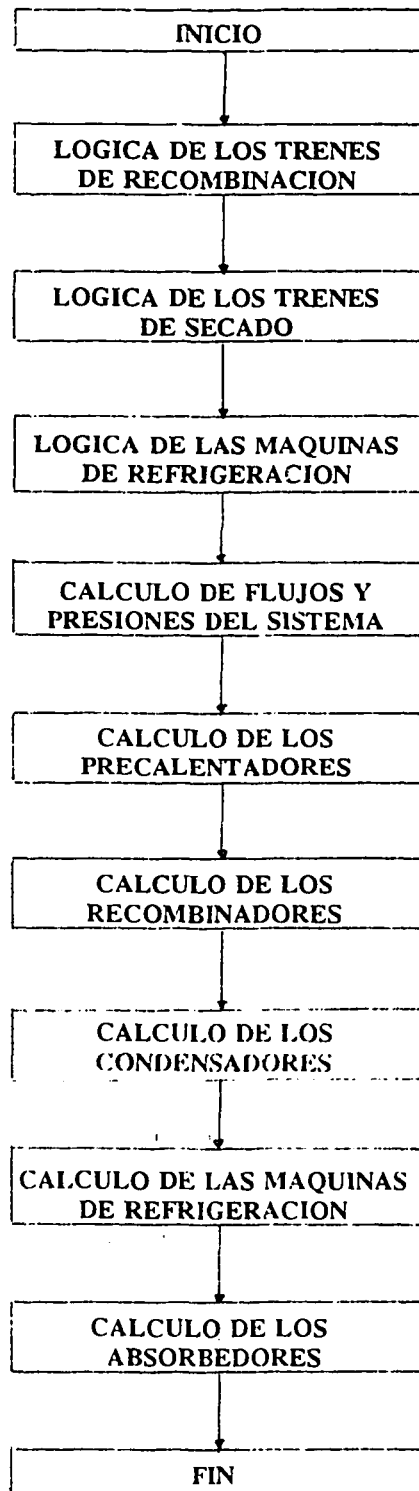 INICIO
LOGICA DE LOS TRENES
DE RECOMBINACION
LOGICA DE LOS TRENES
DE SECADO
LOGICA DE LAS MAQUINAS
DE REFRIGERACION
CALCULO DE FLUJOS Y
PRESIONES DEL SISTEMA
CALCULO DE LOS
PRECALENTADORES
CALCULO DE LOS
RECOMBINADORES
CALCULO DE LOS
CONDENSADORES
CALCULO DE LAS MAQUINAS
DE REFRIGERACION
CALCULO DE LOS
ABSORBEDORES
FIN